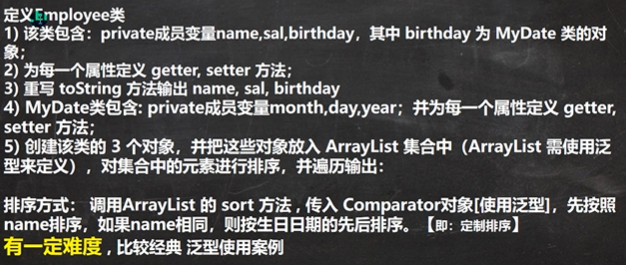 定义Employee类
1) 该类包含：private成员变量name,sal,birthday，其中 birthday 为 MyDate 类的对
象；
2) 为每一个属性定义 getter, setter 方法；
3) 重写 toString 方法输出 name, sal, birthday
4) MyDate类包含: private成员变量month,day,year；并为每一个属性定义 getter,
setter 方法；
5) 创建该类的 3 个对象，并把这些对象放入 ArrayList 集合中（ArrayList 需使用泛
型来定义），对集合中的元素进行排序，并遍历输出：
排序方式： 调用ArrayList 的 sort 方法 , 传入 Comparator对象[使用泛型]，先按照
name排序，如果name相同，则按生日日期的先后排序。【即：定制排序】
有一定难度 , 比较经典 泛型使用案例